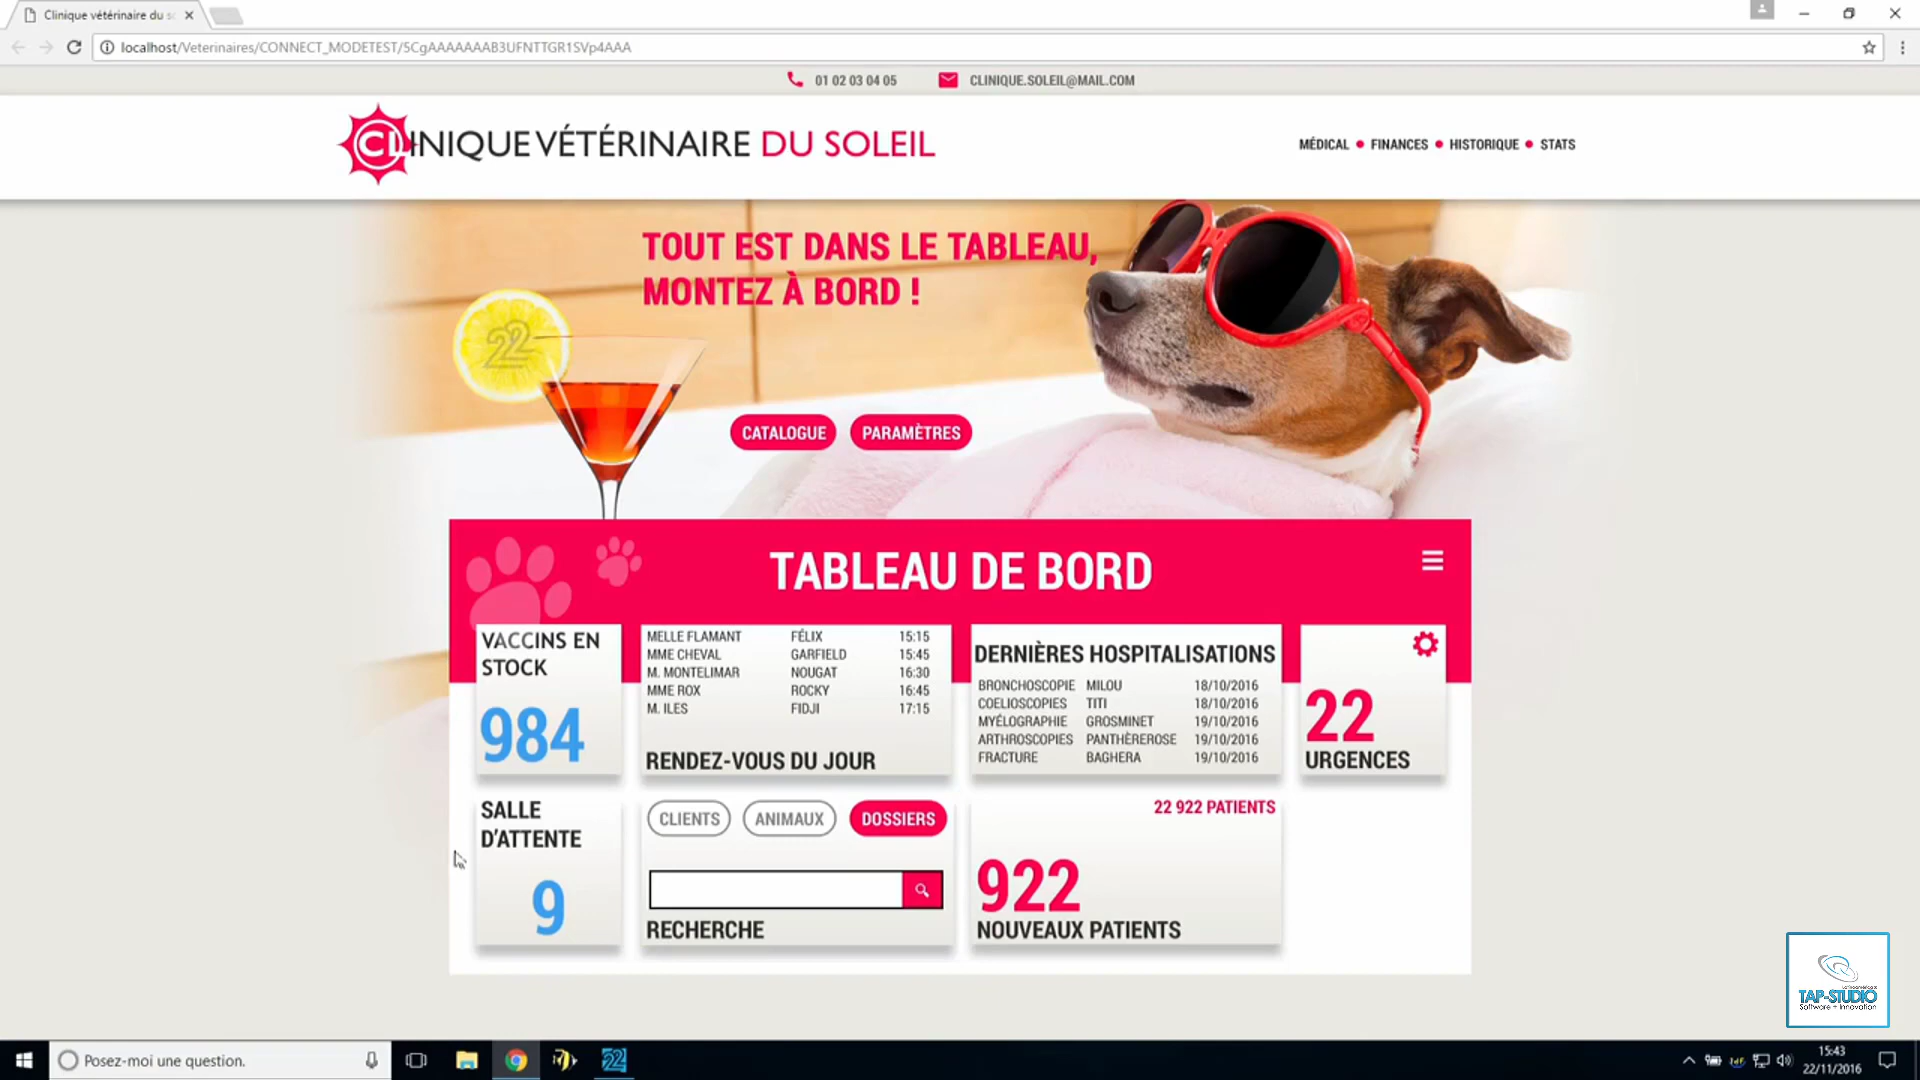 Clinique vétérinaire du s
localhost/Veterinaires/CONNECT_MODETEST/5CgAAAAAAAB3UFNTTGR1SVp4AAA
01 02 03 04 05 CLINIQUE.SOLEIL@MAIL.COM
CLINIQUE VÉTÉRINAIRE DU SOLEIL
MÉDICAL • FINANCES • HISTORIQUE • STATS
TOUT EST DANS LE TABLEAU,
MONTEZ À BORD !
22
CATALOGUE PARAMÈTRES
TABLEAU DE BORD
VACCINS EN
STOCK
984
MELLE FLAMANT FÉLIX 15:15
MME CHEVAL GARFIELD 15:45
M. MONTELIMAR NOUGAT 16:30
MME ROX ROCKY 16:45
M. ILES FIDJI 17:15
RENDEZ-VOUS DU JOUR
DERNIÈRES HOSPITALISATIONS
BRONCHOSCOPIE MILOU 18/10/2016
COELIOSCOPIES TITI 18/10/2016
MYÉLOGRAPHIE GROSMINET 19/10/2016
ARTHROSCOPIES PANTHÈREROSE 19/10/2016
FRACTURE BAGHERA 19/10/2016
22
URGENCES
SALLE
D'ATTENTE
9
CLIENTS ANIMAUX DOSSIERS
RECHERCHE
22 922 PATIENTS
922
NOUVEAUX PATIENTS
TAP-STUDIO
Software + Innovation
Posez-moi une question.
22
15:43
22/11/2016